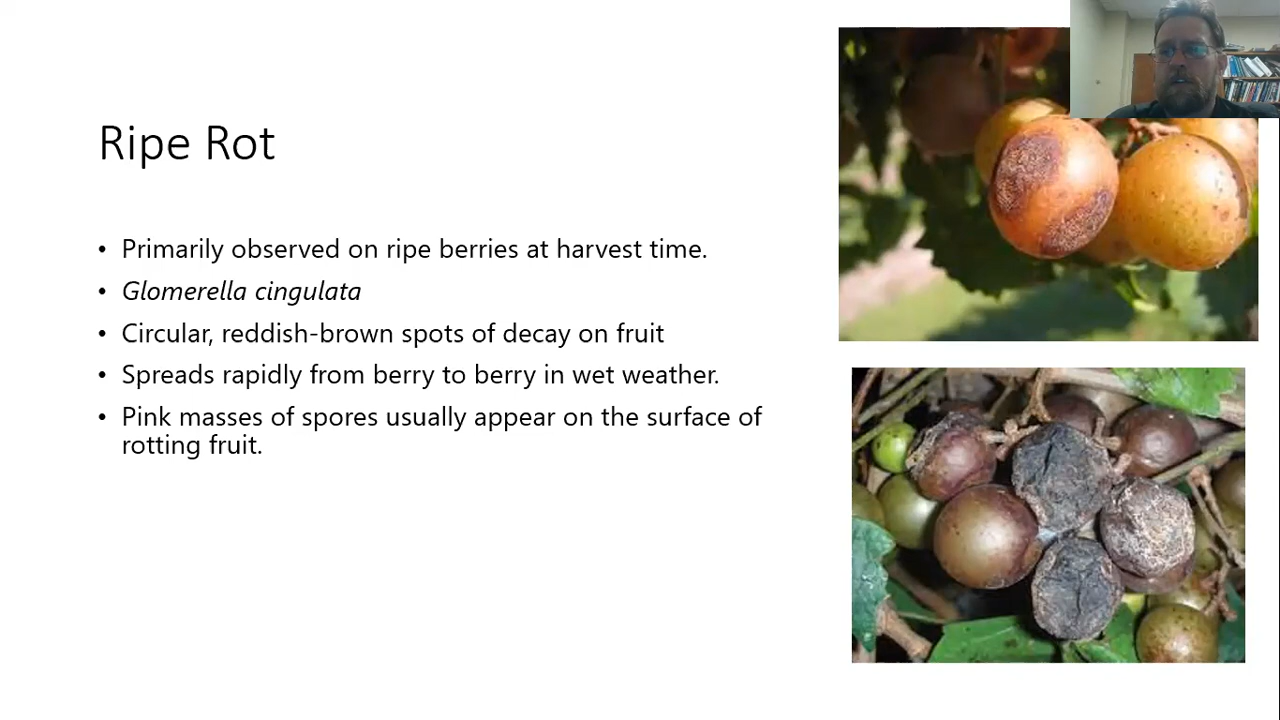 Ripe Rot
• Primarily observed on ripe berries at harvest time.
• Glomerella cingulata
• Circular, reddish-brown spots of decay on fruit
• Spreads rapidly from berry to berry in wet weather.
• Pink masses of spores usually appear on the surface of
rotting fruit.